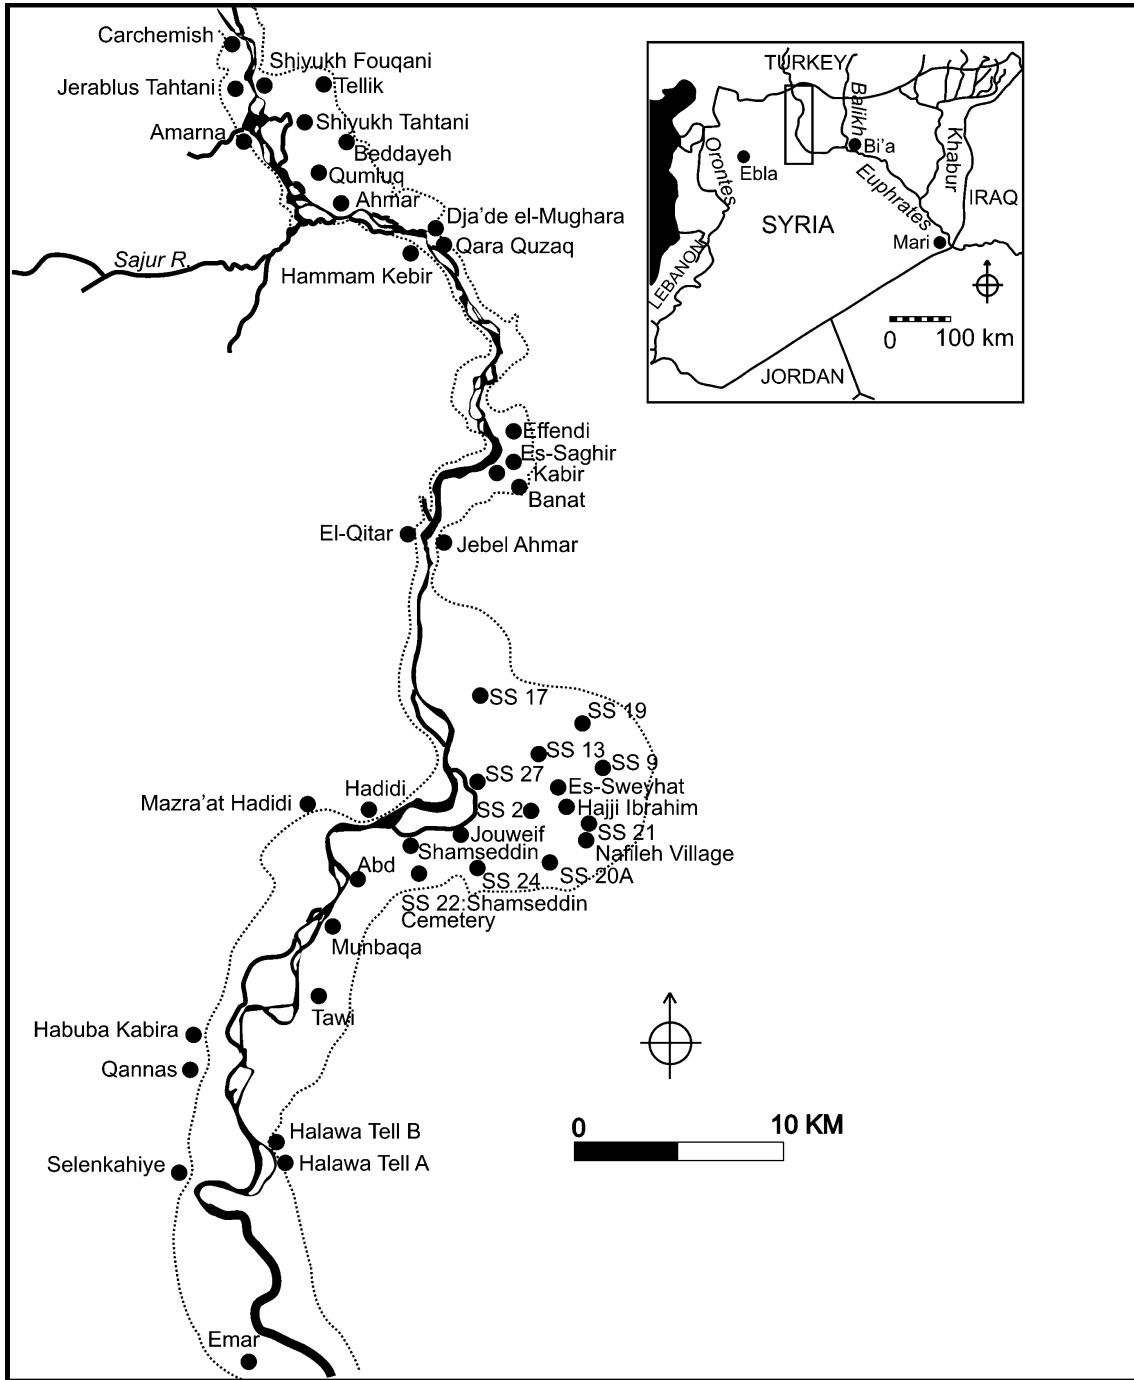 Carchemish
Shiyukh Fouqani
Jerablus Tahtani
Tellik
Shiyukh Tahtani
Amarna
Beddayeh
Qumluq
Ahmar
Dja'de el-Mughara
Qara Quzaq
Sajur R.
Hammam Kebir
TURKEY
Balikh
Bi'a
Khabur
Orontes
Ebla
Euphrates
IRAQ
SYRIA
Mari
LEBANON
0 100 km
JORDAN
Effendi
Es-Saghir
Kabir
Banat
El-Qitar
Jebel Ahmar
SS 17
SS 19
SS 13
SS 9
SS 27
Es-Sweyhat
Hadidi
Mazra'at Hadidi
SS 2
Hajji Ibrahim
SS 21
Jouweif
Nafileh Village
Shamseddin
Abd
SS 24
SS 20A
SS 22:Shamseddin
Cemetery
Munbaqa
Tawi
Habuba Kabira
Qannas
0 10 KM
Halawa Tell B
Selenkahiye
Halawa Tell A
Emar